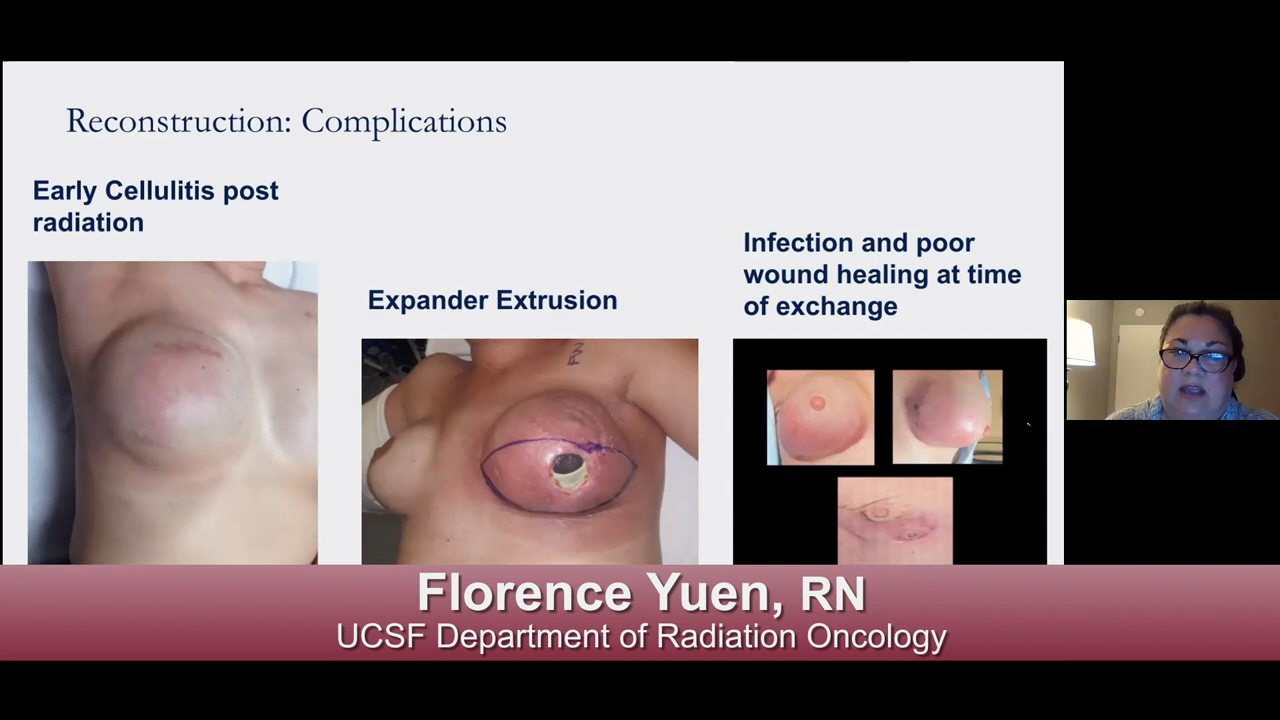 Reconstruction: Complications
Early Cellulitis post
radiation
Expander Extrusion
Infection and poor
wound healing at time
of exchange
Florence Yuen, RN
UCSF Department of Radiation Oncology